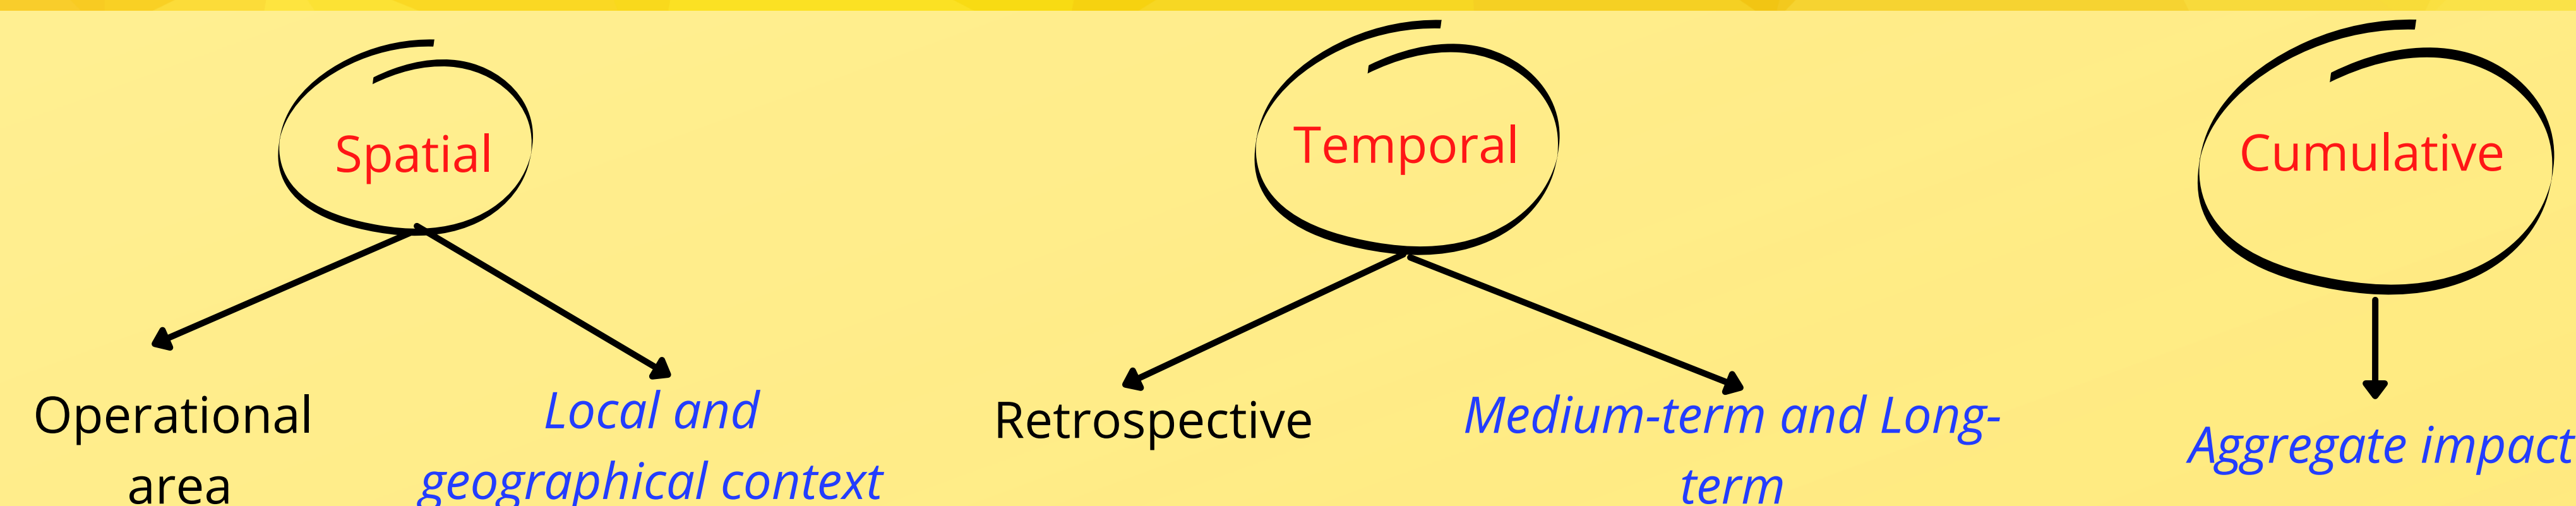 Spatial
Temporal
Cumulative
Operational
area
Local and
geographical context
Retrospective
Medium-term and Long-
term
Aggregate impact